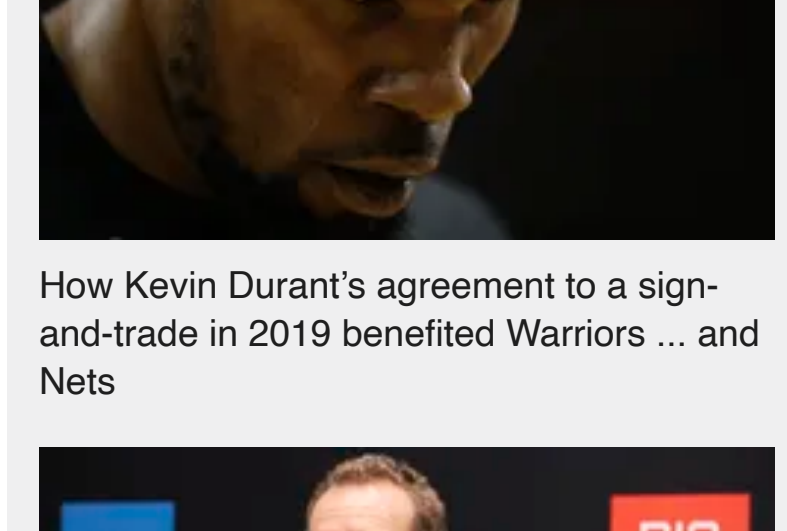 How Kevin Durant’s agreement to a sign-
and-trade in 2019 benefited Warriors ... and
Nets